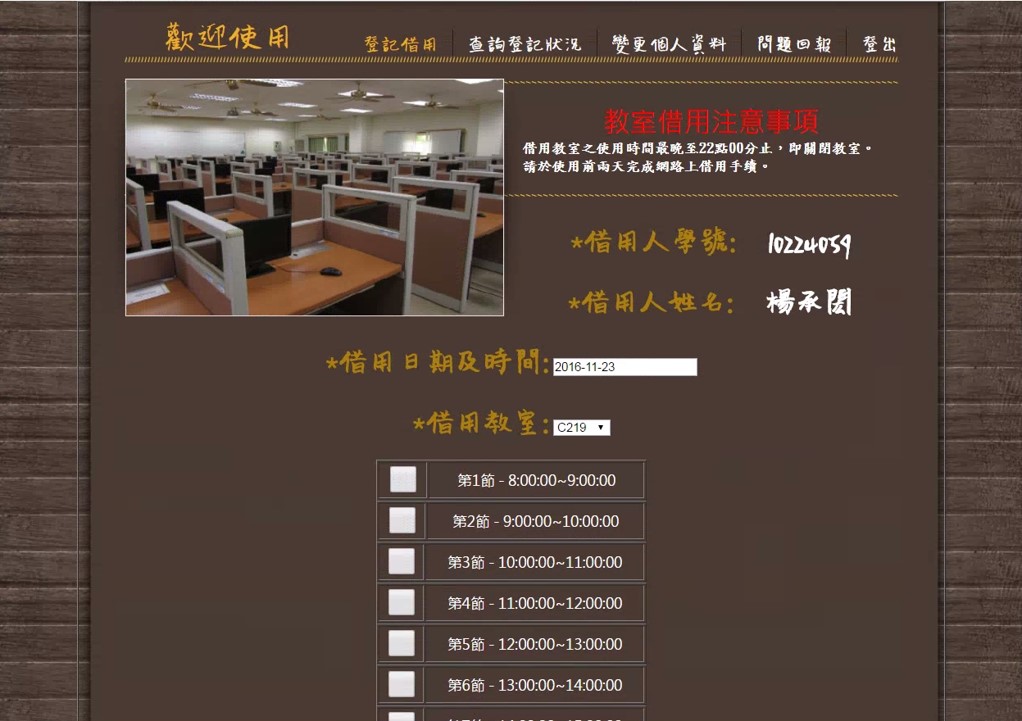 歡迎使用
登記借用 查詢登記狀況 變更個人資料 問題回報 登出
教室借用注意事項
借用教室之使用時間最晚至22點00分止，即關閉教室。
請於使用前兩天完成網路上借用手續。
*借用人學號: 10224059
*借用人姓名: 楊承閎
*借用日期及時間: 2016-11-23
*借用教室: C219
第1節 - 8:00:00~9:00:00
第2節 - 9:00:00~10:00:00
第3節 - 10:00:00~11:00:00
第4節 - 11:00:00~12:00:00
第5節 - 12:00:00~13:00:00
第6節 - 13:00:00~14:00:00